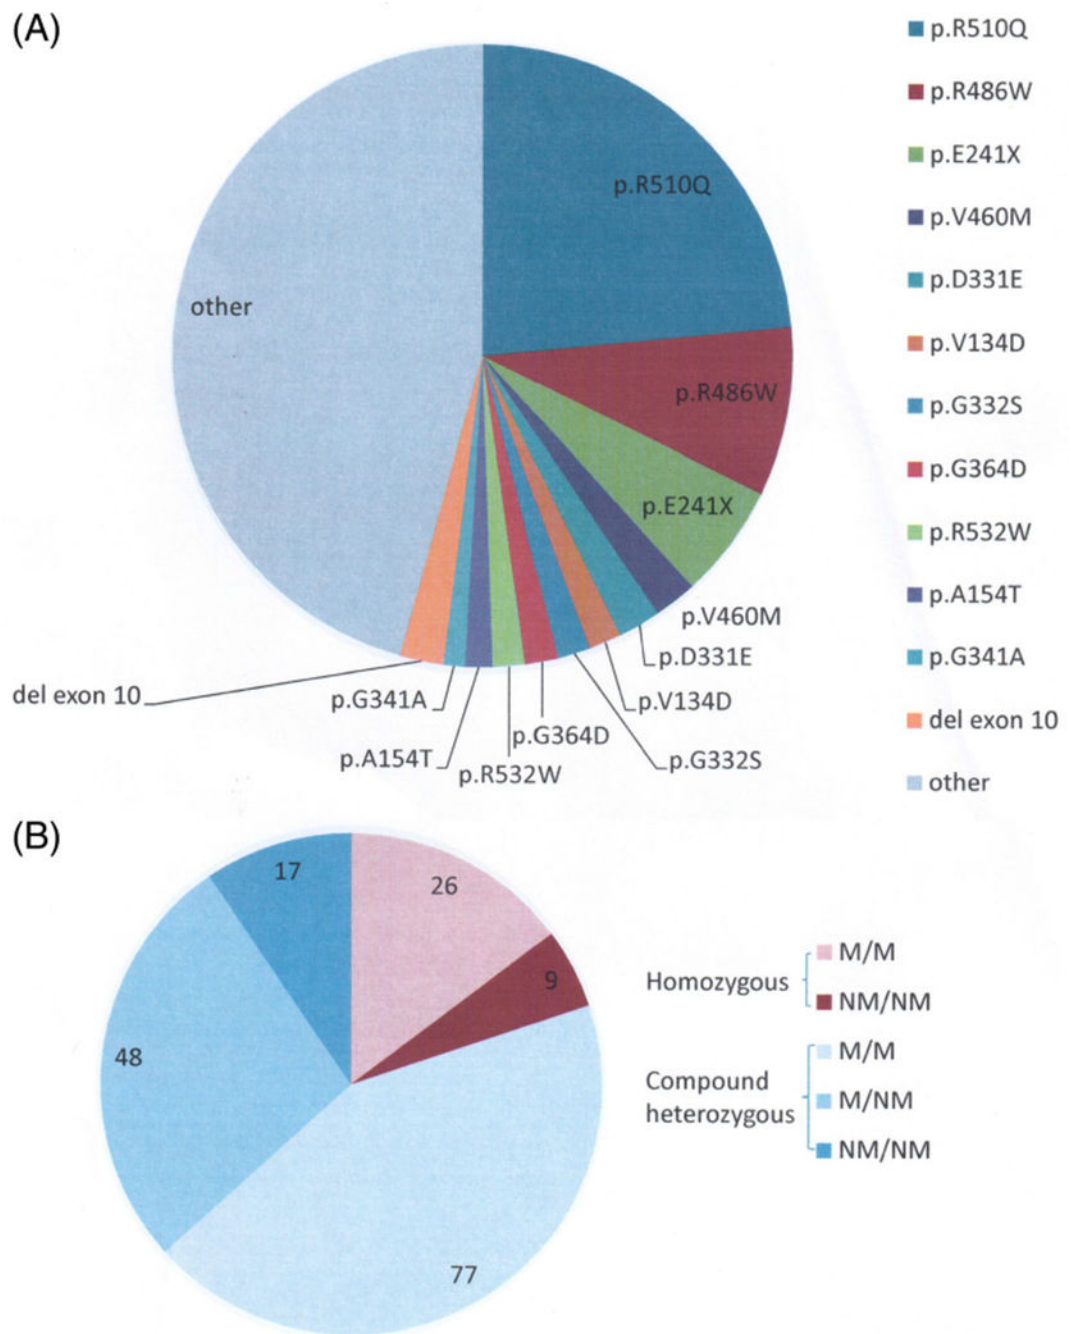 (A)
p.R510Q
p.R486W
p.E241X
p.V460M
p.D331E
p.V134D
p.G332S
p.G364D
p.R532W
p.A154T
p.G341A
del exon 10
other
p.R510Q
other
p.R486W
p.E241X
p.V460M
p.D331E
del exon 10
p.G341A
p.V134D
p.G364D
p.A154T
p.R532W
p.G332S
(B)
17
26
9
48
77
Homozygous
M/M
NM/NM
Compound
heterozygous
M/M
M/NM
NM/NM